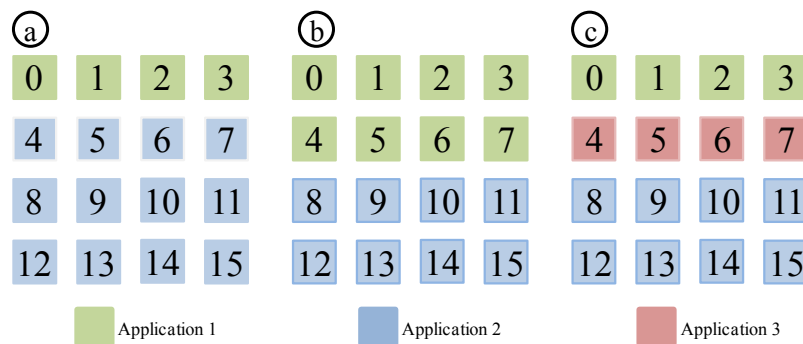 a b c
0 1 2 3 0 1 2 3 0 1 2 3
4 5 6 7 4 5 6 7 4 5 6 7
8 9 10 11 8 9 10 11 8 9 10 11
12 13 14 15 12 13 14 15 12 13 14 15
Application 1 Application 2 Application 3